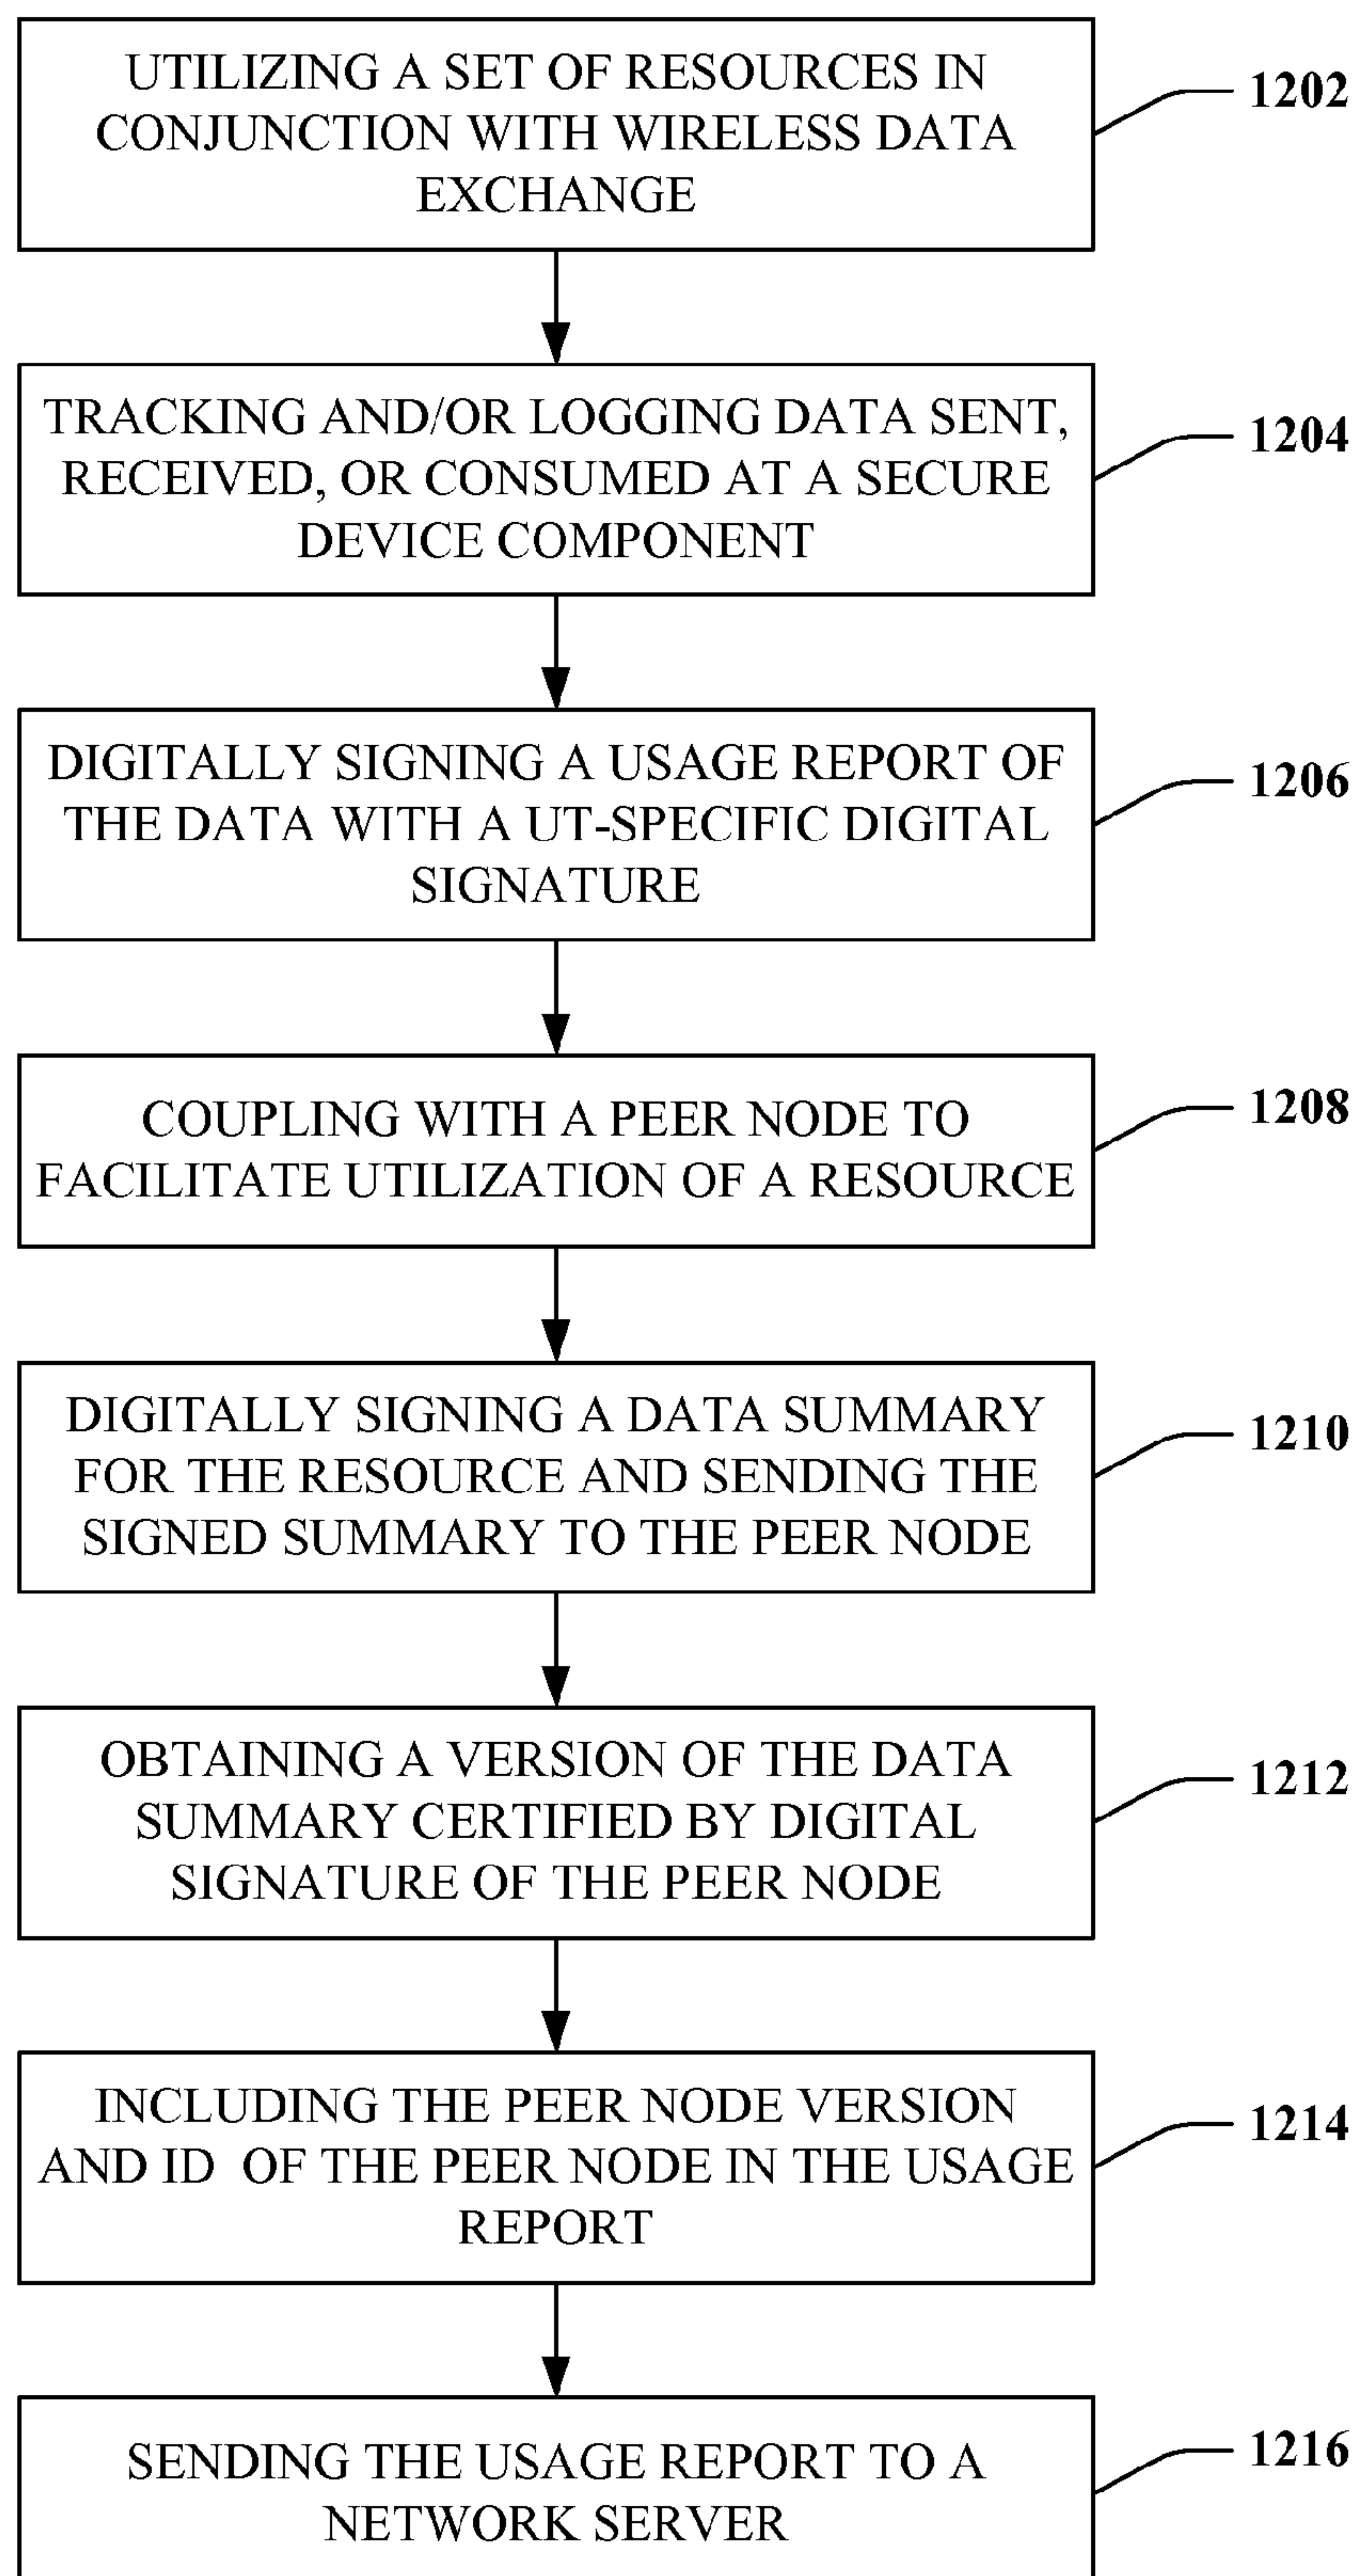 UTILIZING A SET OF RESOURCES IN
CONJUNCTION WITH WIRELESS DATA
EXCHANGE
1202
TRACKING AND/OR LOGGING DATA SENT,
RECEIVED, OR CONSUMED AT A SECURE
DEVICE COMPONENT
1204
DIGITALLY SIGNING A USAGE REPORT OF
THE DATA WITH A UT-SPECIFIC DIGITAL
SIGNATURE
1206
COUPLING WITH A PEER NODE TO
FACILITATE UTILIZATION OF A RESOURCE
1208
DIGITALLY SIGNING A DATA SUMMARY
FOR THE RESOURCE AND SENDING THE
SIGNED SUMMARY TO THE PEER NODE
1210
OBTAINING A VERSION OF THE DATA
SUMMARY CERTIFIED BY DIGITAL
SIGNATURE OF THE PEER NODE
1212
INCLUDING THE PEER NODE VERSION
AND ID OF THE PEER NODE IN THE USAGE
REPORT
1214
SENDING THE USAGE REPORT TO A
NETWORK SERVER
1216